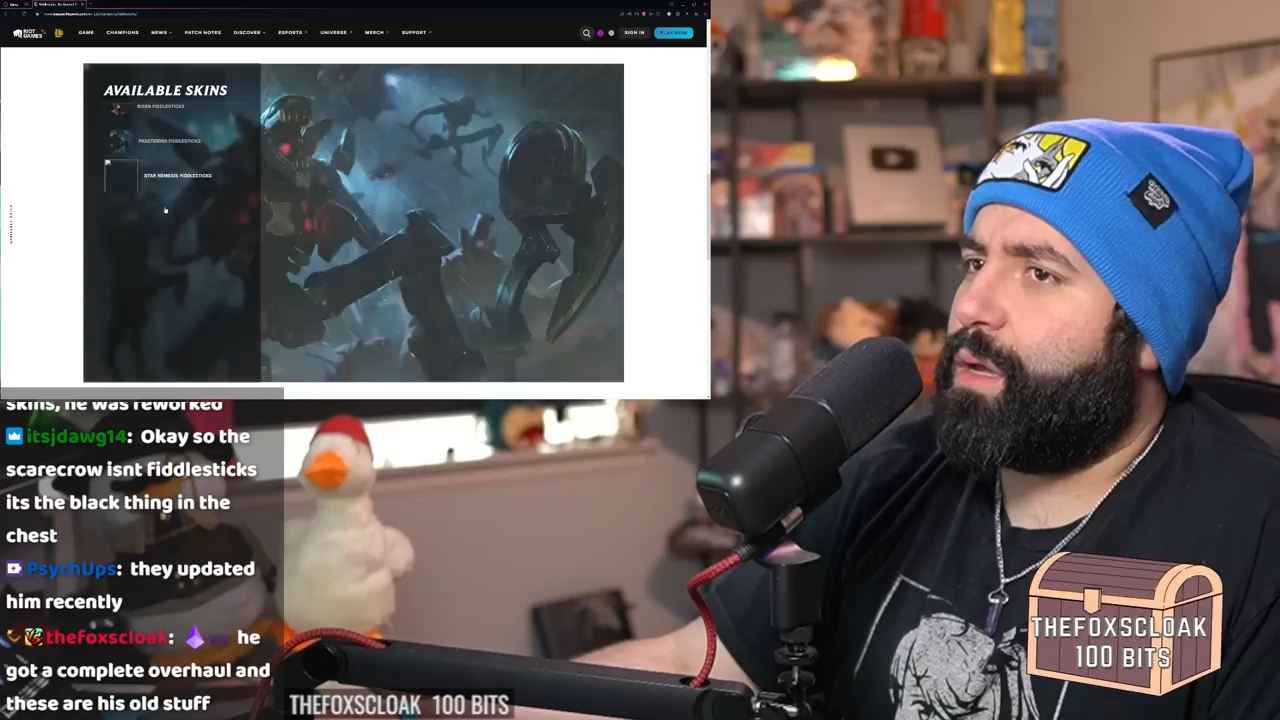 RIOT GAMES
GAME CHAMPIONS NEWS PATCH NOTES DISCOVER ESPORTS UNIVERSE MERCH SUPPORT
SIGN IN PLAY NOW
AVAILABLE SKINS
RISEN FIDDLESTICKS
PRAETORIAN FIDDLESTICKS
STAR NEMESIS FIDDLESTICKS
skins, he was reworked
itsjdawg14: Okay so the
scarecrow isnt fiddlesticks
its the black thing in the
chest
PsychUps: they updated
him recently
thefoxscloak: he
got a complete overhaul and
these are his old stuff
THEFOXSCLOAK 100 BITS
THEFOXSCLOAK
100 BITS